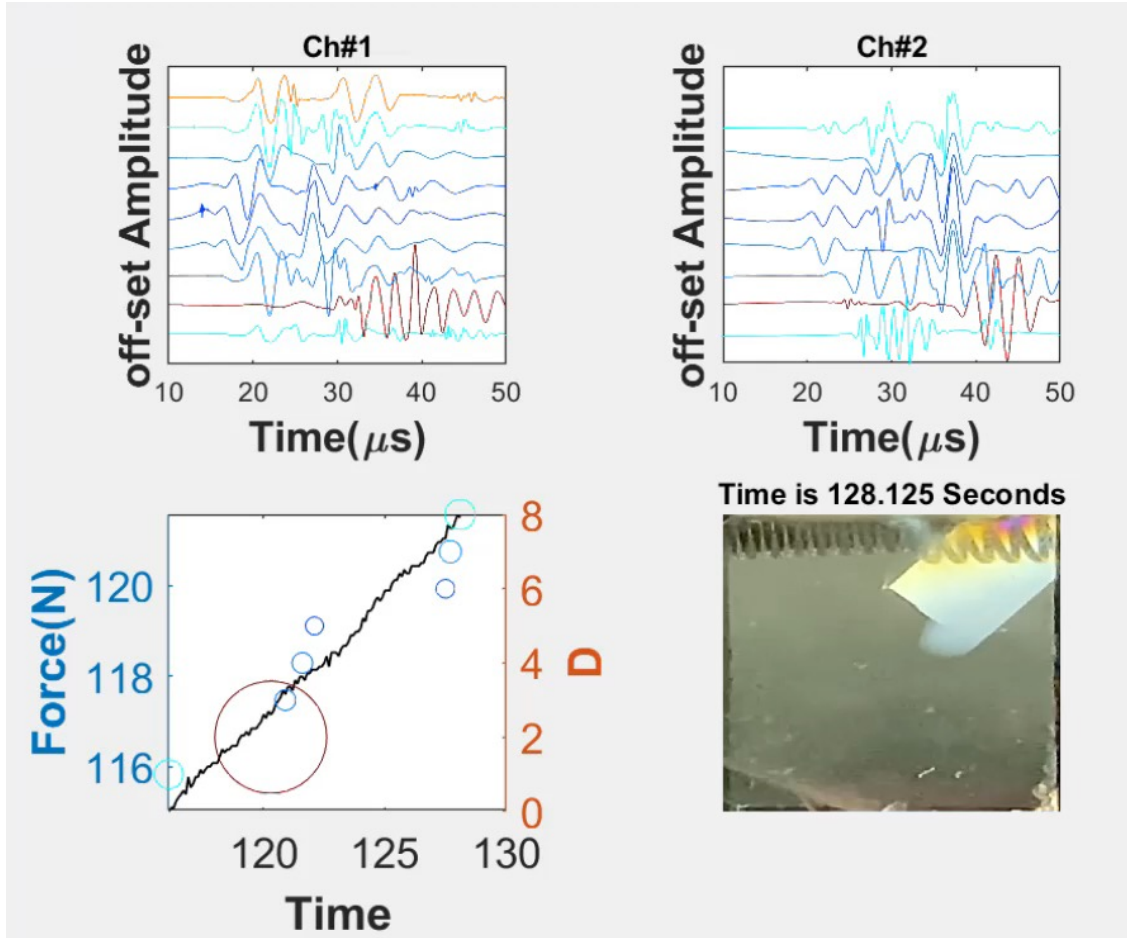 Ch#1
off-set Amplitude
10 20 30 40 50
Time(μs)
Ch#2
off-set Amplitude
10 20 30 40 50
Time(μs)
Force(N)
120
118
116
8
6
4
2
0
D
120 125 130
Time
Time is 128.125 Seconds